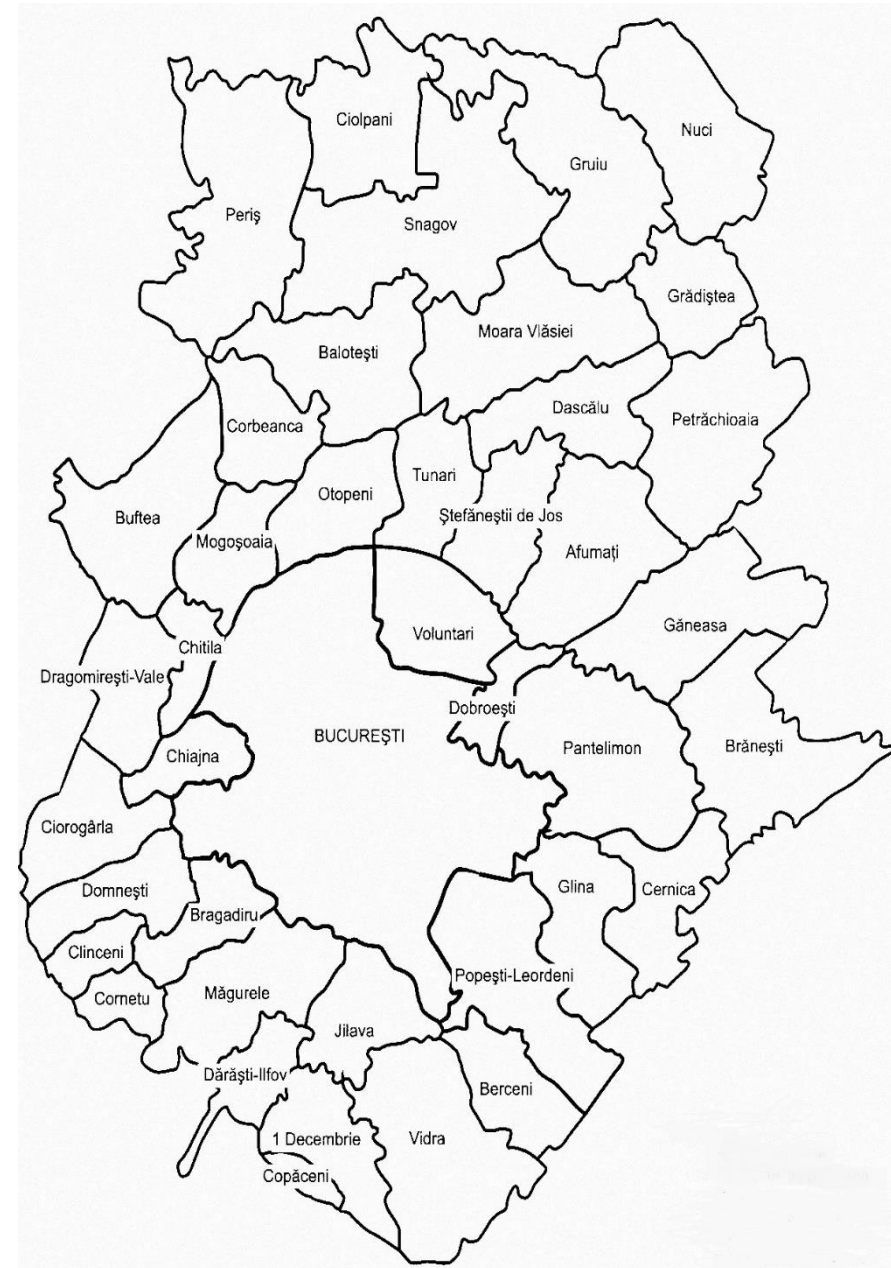 Ciolpani
Nuci
Gruiu
Periş
Snagov
Grădiştea
Moara Vlăsiei
Baloteşti
Dascălu
Petrăchioaia
Corbeanca
Tunari
Otopeni
Ştefăneştii de Jos
Buftea
Mogoşoaia
Afumaţi
Găneasa
Voluntari
Chitila
Dragomireşti-Vale
Dobroeşti
BUCUREŞTI
Pantelimon
Brăneşti
Chiajna
Ciorogârla
Domneşti
Glina
Cernica
Bragadiru
Clinceni
Popeşti-Leordeni
Cornetu
Măgurele
Jilava
Dărăşti-Ilfov
Berceni
1 Decembrie
Vidra
Copăceni